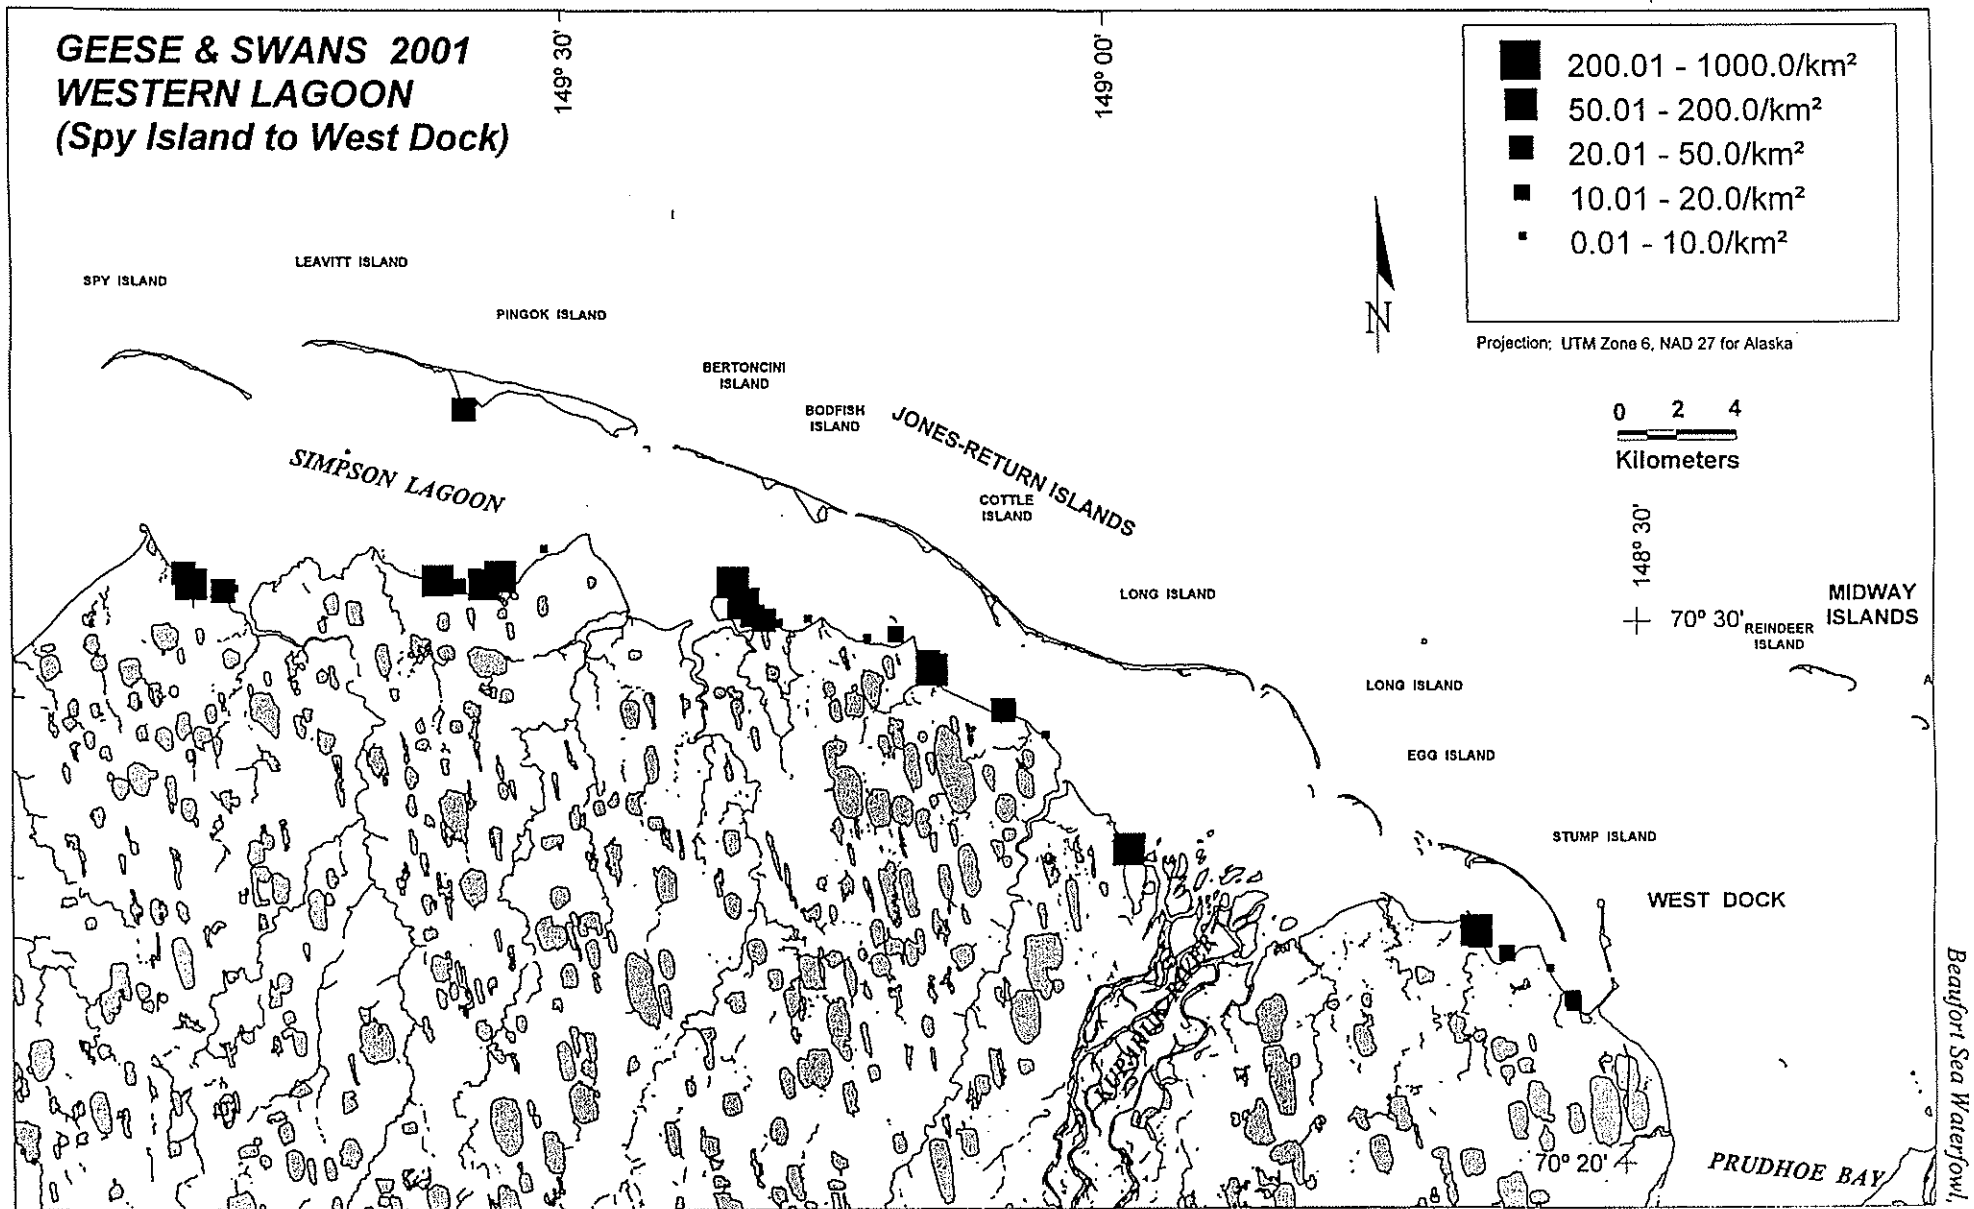 GEESE & SWANS 2001
WESTERN LAGOON
(Spy Island to West Dock)
149° 30'
149° 00'
200.01 - 1000.0/km²
50.01 - 200.0/km²
20.01 - 50.0/km²
10.01 - 20.0/km²
0.01 - 10.0/km²
Projection: UTM Zone 6, NAD 27 for Alaska
N
0 2 4
Kilometers
SPY ISLAND
LEAVITT ISLAND
PINGOK ISLAND
BERTONCINI
ISLAND
BODFISH
ISLAND
JONES-RETURN ISLANDS
SIMPSON LAGOON
COTTLE
ISLAND
LONG ISLAND
148° 30'
70° 30'
REINDEER
ISLAND
MIDWAY
ISLANDS
LONG ISLAND
EGG ISLAND
STUMP ISLAND
WEST DOCK
KUPARUK RIVER
70° 20'
PRUDHOE BAY
Beaufort Sea Waterfowl,